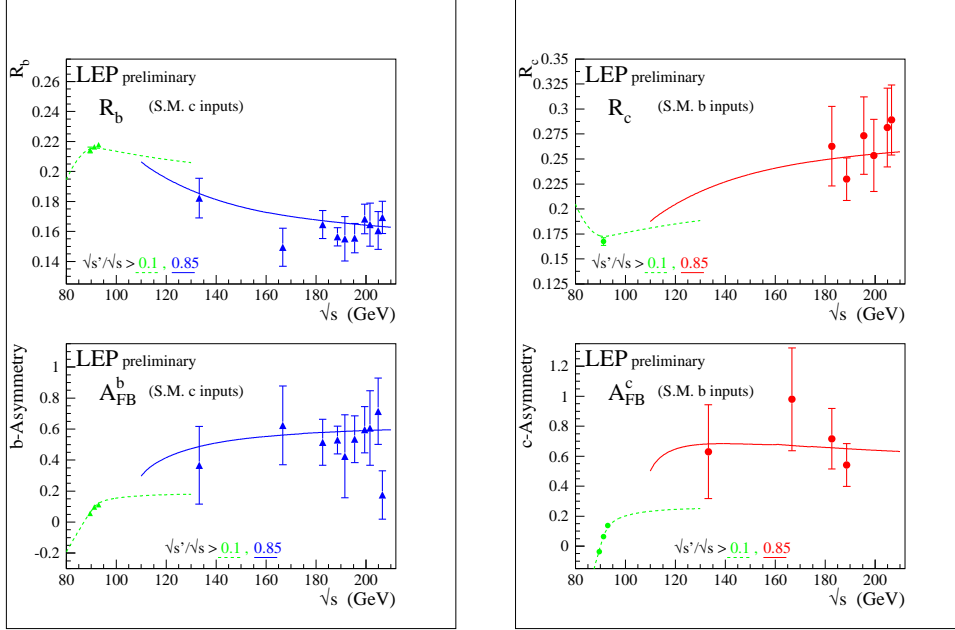 R_b
LEP preliminary
R_b (S.M. c inputs)
0.26
0.24
0.22
0.2
0.18
0.16
0.14
√s’/√s > 0.1 , 0.85
80 100 120 140 160 180 200
√s (GeV)
R_c
LEP preliminary
R_c (S.M. b inputs)
0.35
0.325
0.3
0.275
0.25
0.225
0.2
0.175
0.15
0.125
√s’/√s > 0.1 , 0.85
80 100 120 140 160 180 200
√s (GeV)
b-Asymmetry
LEP preliminary
A_FB^b (S.M. c inputs)
1
0.8
0.6
0.4
0.2
0
-0.2
√s’/√s > 0.1 , 0.85
80 100 120 140 160 180 200
√s (GeV)
c-Asymmetry
LEP preliminary
A_FB^c (S.M. b inputs)
1.2
1
0.8
0.6
0.4
0.2
0
√s’/√s > 0.1 , 0.85
80 100 120 140 160 180 200
√s (GeV)